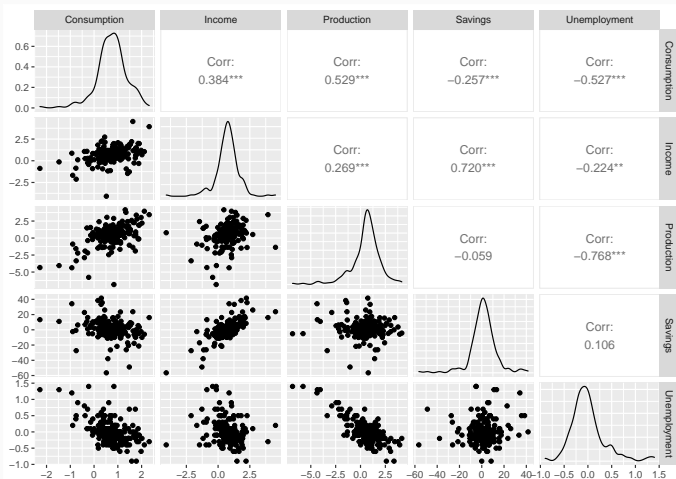 Consumption Income Production Savings Unemployment
0.6
0.4
0.2
0.0
Corr:
0.384***
Corr:
0.529***
Corr:
−0.257***
Corr:
−0.527***
Consumption
2.5
0.0
−2.5
Corr:
0.269***
Corr:
0.720***
Corr:
−0.224**
Income
2.5
0.0
−2.5
−5.0
Corr:
−0.059
Corr:
−0.768***
Production
40
20
0
−20
−40
−60
Corr:
0.106
Savings
1.5
1.0
0.5
0.0
−0.5
−1.0
Unemployment
−2 −1 0 1 2 −2.5 0.0 2.5 −5.0 −2.5 0.0 2.5 −60 −40 −20 0 20 40 −1.0 −0.5 0.0 0.5 1.0 1.5